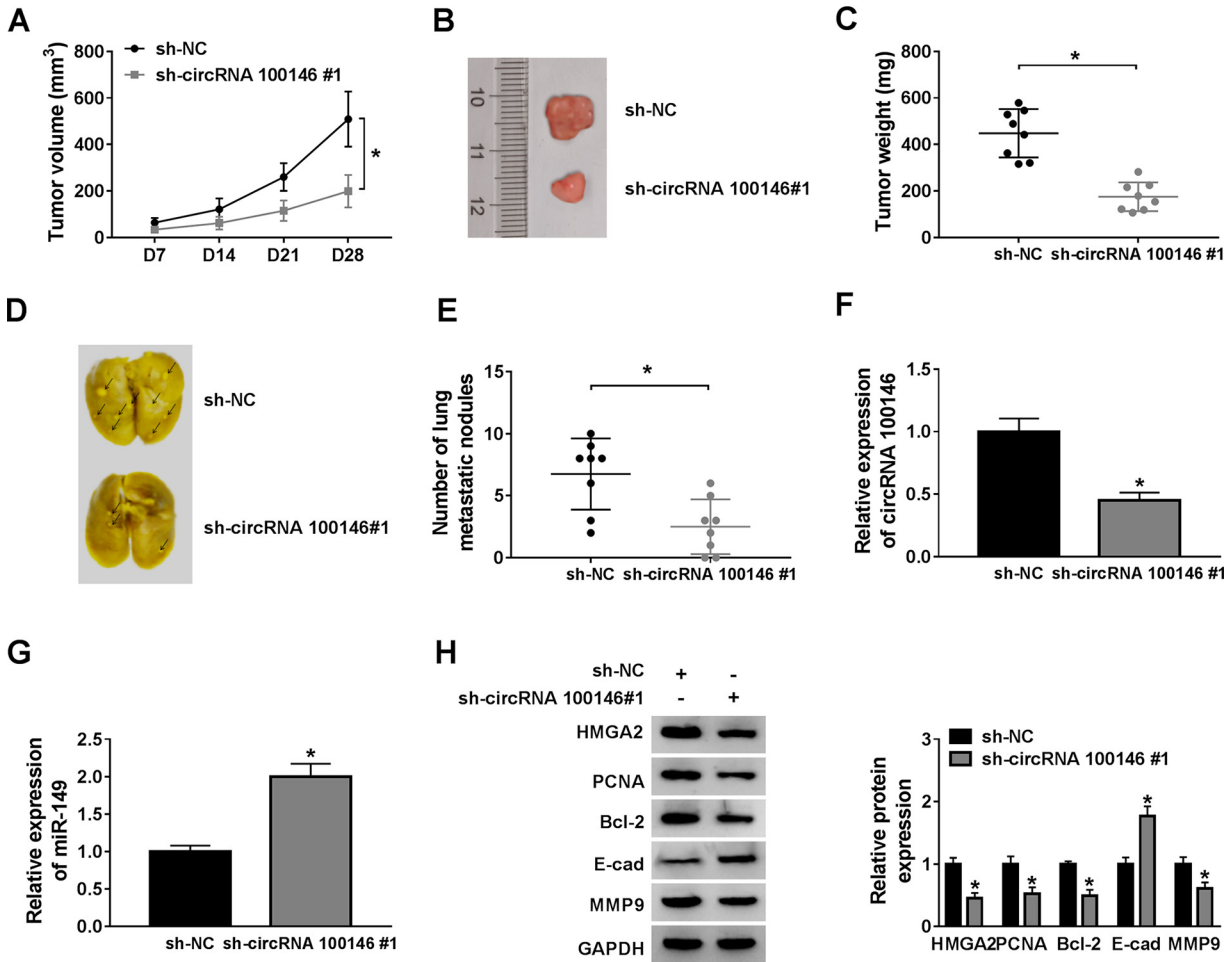 A
Tumor volume (mm3)
sh-NC
sh-circRNA 100146 #1
800
600
400
200
0
D7 D14 D21 D28
*
B
10
11
12
sh-NC
sh-circRNA 100146#1
C
Tumor weight (mg)
800
600
400
200
0
*
sh-NC sh-circRNA 100146 #1
D
sh-NC
sh-circRNA 100146#1
E
Number of lung
metastatic nodules
15
10
5
0
*
sh-NC sh-circRNA 100146 #1
F
Relative expression
of circRNA 100146
1.5
1.0
0.5
0.0
*
sh-NC sh-circRNA 100146 #1
G
Relative expression
of miR-149
2.5
2.0
1.5
1.0
0.5
0.0
*
sh-NC sh-circRNA 100146 #1
H
sh-NC + -
sh-circRNA 100146#1 - +
HMGA2
PCNA
Bcl-2
E-cad
MMP9
GAPDH
Relative protein
expression
3
2
1
0
sh-NC
sh-circRNA 100146 #1
* * * * *
HMGA2 PCNA Bcl-2 E-cad MMP9